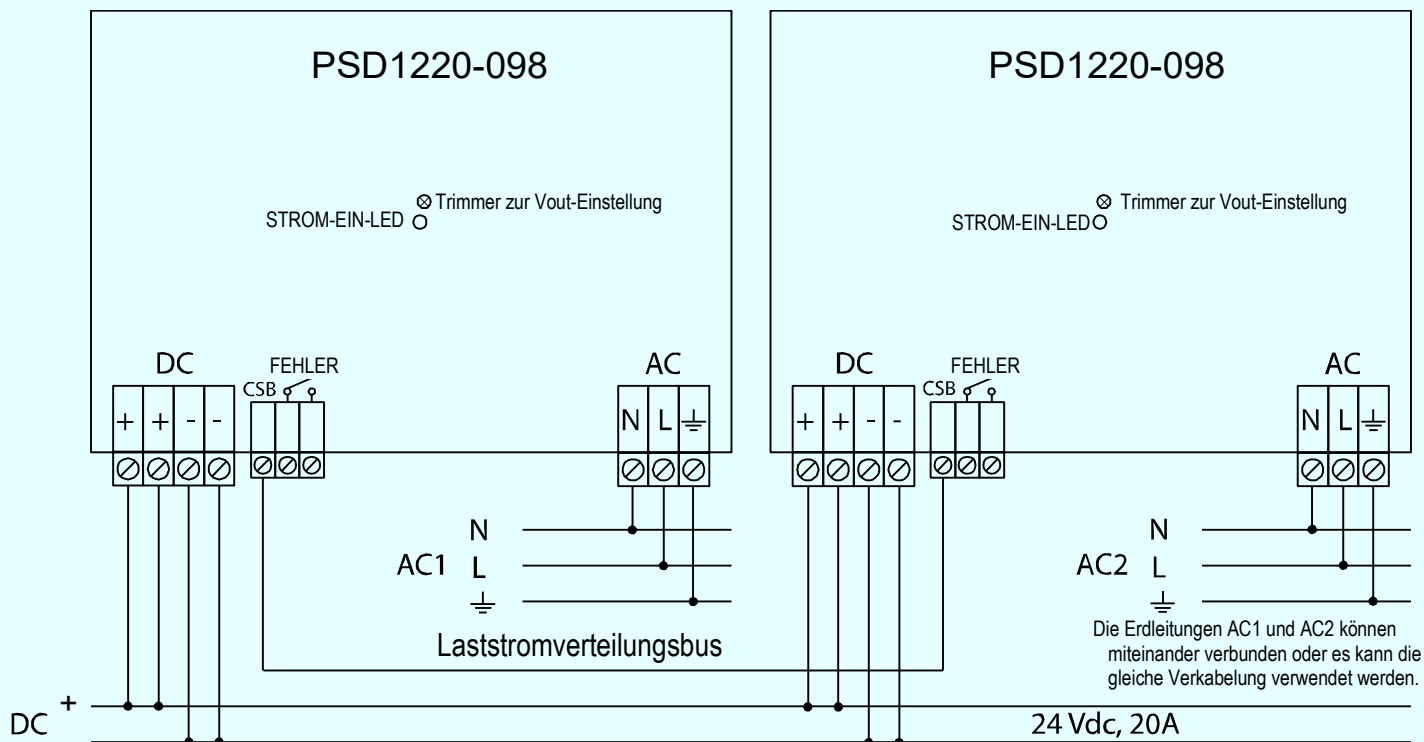 PSD1220-098
Trimmer zur Vout-Einstellung
STROM-EIN-LED
DC
FEHLER
CSB
AC
+ + - -
N L
N
AC1 L
PSD1220-098
Trimmer zur Vout-Einstellung
STROM-EIN-LED
DC
FEHLER
CSB
AC
+ + - -
N L
N
AC2 L
Die Erdleitungen AC1 und AC2 können
miteinander verbunden oder es kann die
gleiche Verkabelung verwendet werden.
Laststromverteilungsbus
+
DC
24 Vdc, 20A